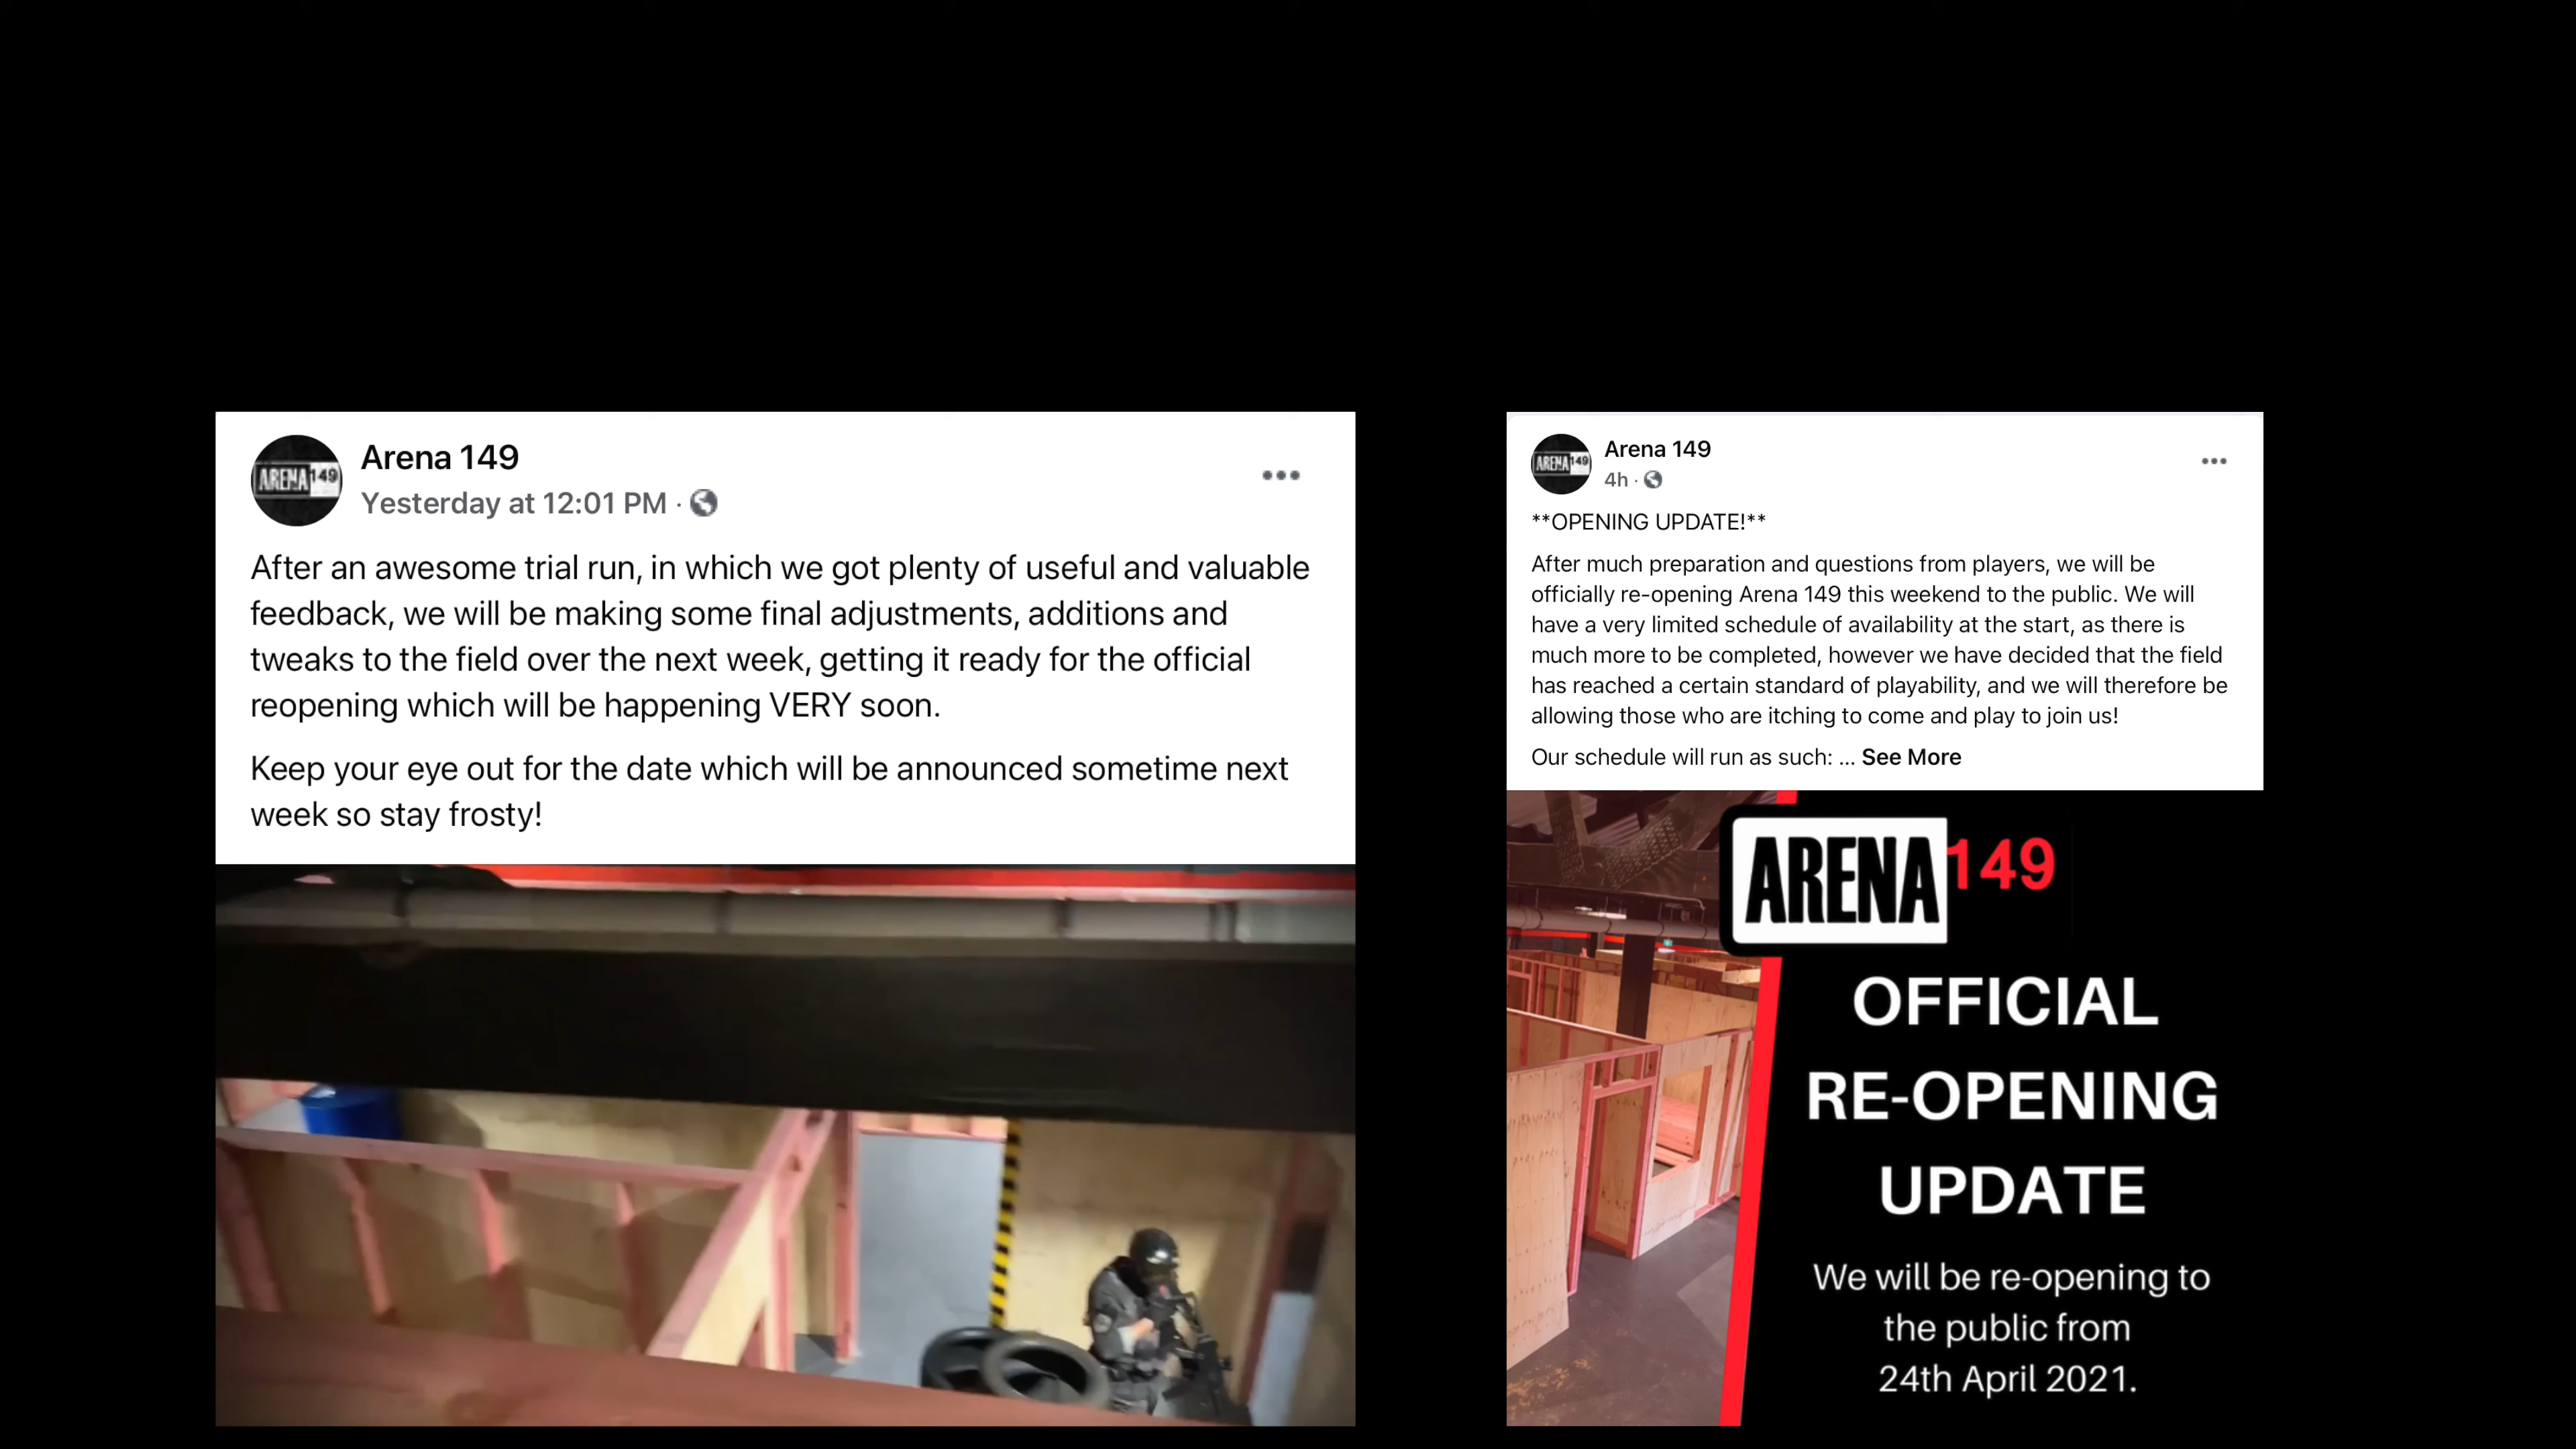 ARENA 149
Arena 149
Yesterday at 12:01 PM ·
After an awesome trial run, in which we got plenty of useful and valuable
feedback, we will be making some final adjustments, additions and
tweaks to the field over the next week, getting it ready for the official
reopening which will be happening VERY soon.
Keep your eye out for the date which will be announced sometime next
week so stay frosty!
ARENA 149
Arena 149
4h ·
**OPENING UPDATE!**
After much preparation and questions from players, we will be
officially re-opening Arena 149 this weekend to the public. We will
have a very limited schedule of availability at the start, as there is
much more to be completed, however we have decided that the field
has reached a certain standard of playability, and we will therefore be
allowing those who are itching to come and play to join us!
Our schedule will run as such: ... See More
ARENA 149
OFFICIAL
RE-OPENING
UPDATE
We will be re-opening to
the public from
24th April 2021.